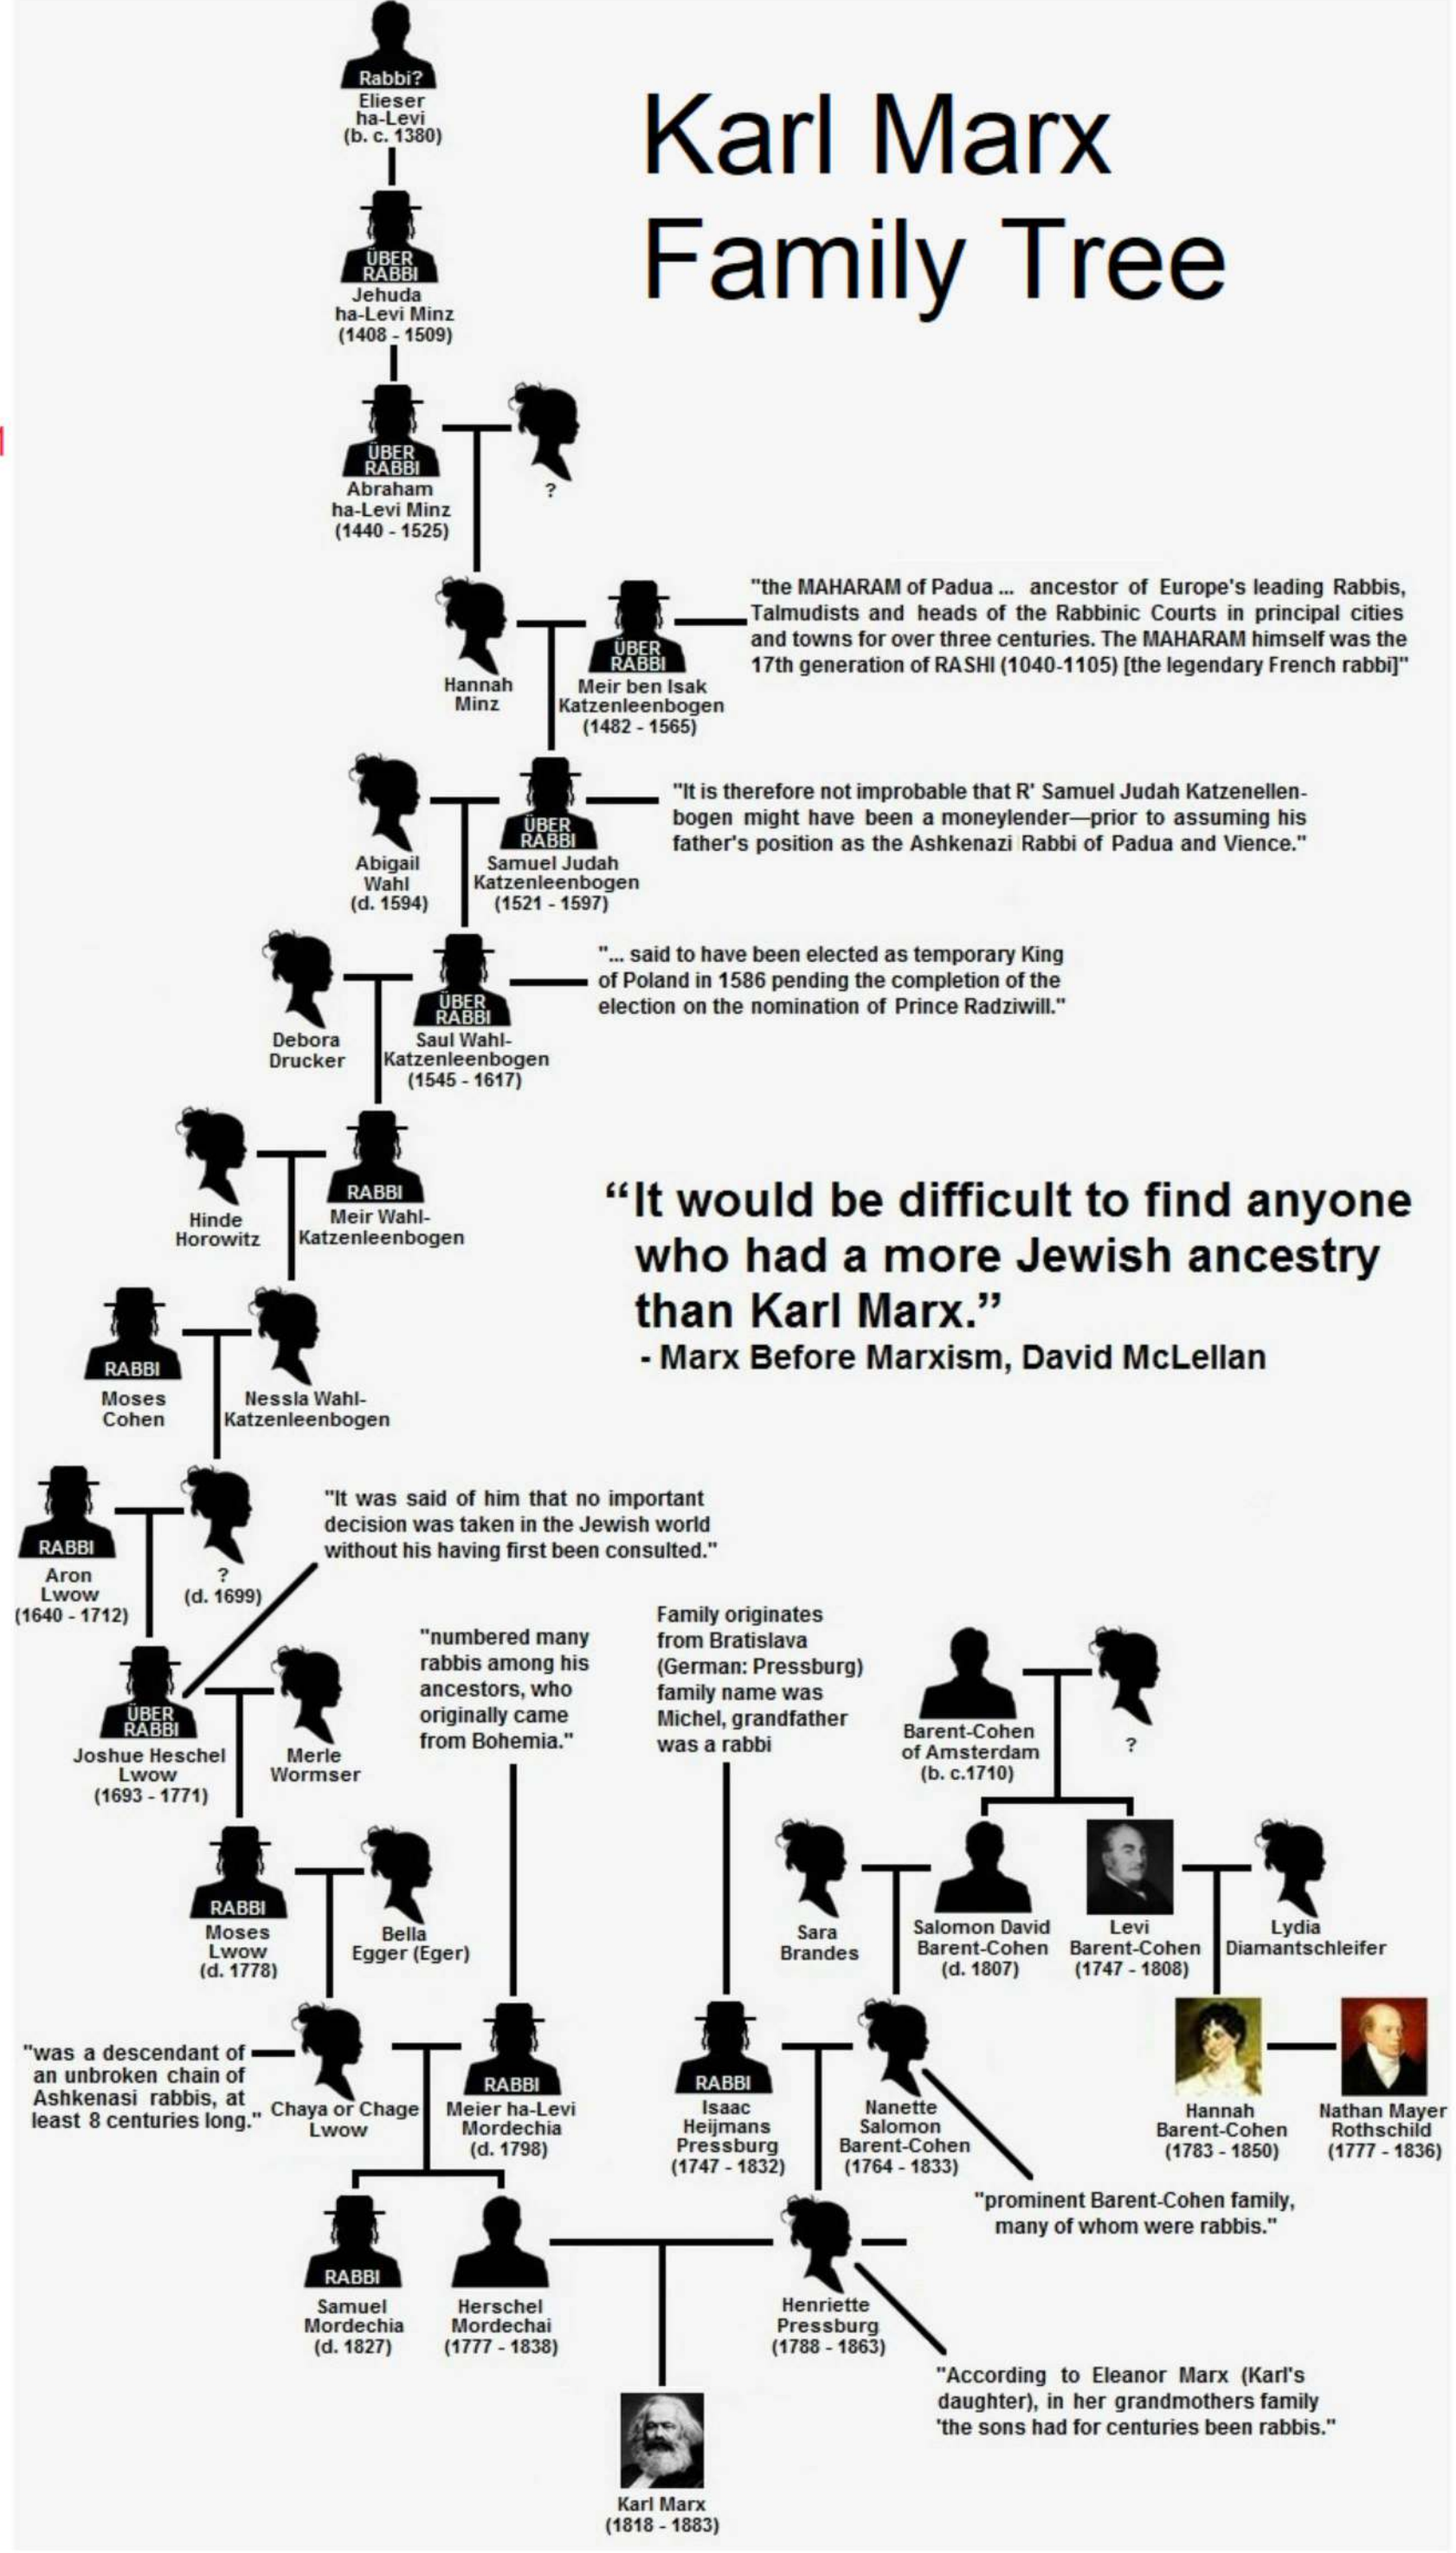 Karl Marx
Family Tree
Rabbi?
Elieser
ha-Levi
(b. c. 1380)
ÜBER
RABBI
Jehuda
ha-Levi Minz
(1408 - 1509)
ÜBER
RABBI
Abraham
ha-Levi Minz
(1440 - 1525)
?
Hannah
Minz
ÜBER
RABBI
Meir ben Isak
Katzenleenbogen
(1482 - 1565)
"the MAHARAM of Padua ... ancestor of Europe's leading Rabbis,
Talmudists and heads of the Rabbinic Courts in principal cities
and towns for over three centuries. The MAHARAM himself was the
17th generation of RASHI (1040-1105) [the legendary French rabbi]"
Abigail
Wahl
(d. 1594)
ÜBER
RABBI
Samuel Judah
Katzenleenbogen
(1521 - 1597)
"It is therefore not improbable that R' Samuel Judah Katzenellen-
bogen might have been a moneylender—prior to assuming his
father's position as the Ashkenazi Rabbi of Padua and Vience."
Debora
Drucker
ÜBER
RABBI
Saul Wahl-
Katzenleenbogen
(1545 - 1617)
"... said to have been elected as temporary King
of Poland in 1586 pending the completion of the
election on the nomination of Prince Radziwill."
Hinde
Horowitz
RABBI
Meir Wahl-
Katzenleenbogen
“It would be difficult to find anyone
who had a more Jewish ancestry
than Karl Marx.”
- Marx Before Marxism, David McLellan
RABBI
Moses
Cohen
Nessla Wahl-
Katzenleenbogen
RABBI
Aron
Lwow
(1640 - 1712)
?
(d. 1699)
"It was said of him that no important
decision was taken in the Jewish world
without his having first been consulted."
ÜBER
RABBI
Joshue Heschel
Lwow
(1693 - 1771)
Merle
Wormser
"numbered many
rabbis among his
ancestors, who
originally came
from Bohemia."
Family originates
from Bratislava
(German: Pressburg)
family name was
Michel, grandfather
was a rabbi
Barent-Cohen
of Amsterdam
(b. c.1710)
?
RABBI
Moses
Lwow
(d. 1778)
Bella
Egger (Eger)
Sara
Brandes
Salomon David
Barent-Cohen
(d. 1807)
Levi
Barent-Cohen
(1747 - 1808)
Lydia
Diamantschleifer
"was a descendant of
an unbroken chain of
Ashkenasi rabbis, at
least 8 centuries long."
Chaya or Chage
Lwow
RABBI
Meier ha-Levi
Mordechia
(d. 1798)
RABBI
Isaac
Heijmans
Pressburg
(1747 - 1832)
Nanette
Salomon
Barent-Cohen
(1764 - 1833)
Hannah
Barent-Cohen
(1783 - 1850)
Nathan Mayer
Rothschild
(1777 - 1836)
"prominent Barent-Cohen family,
many of whom were rabbis."
RABBI
Samuel
Mordechia
(d. 1827)
Herschel
Mordechai
(1777 - 1838)
Henriette
Pressburg
(1788 - 1863)
"According to Eleanor Marx (Karl's
daughter), in her grandmothers family
'the sons had for centuries been rabbis."
Karl Marx
(1818 - 1883)